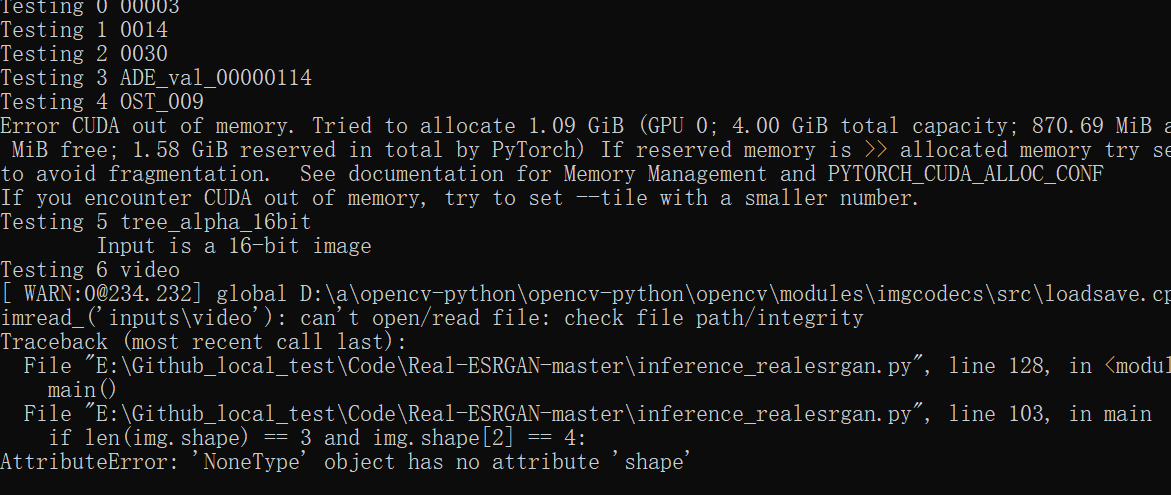 Testing 0 00003
Testing 1 0014
Testing 2 0030
Testing 3 ADE_val_00000114
Testing 4 OST_009
Error CUDA out of memory. Tried to allocate 1.09 GiB (GPU 0; 4.00 GiB total capacity; 870.69 MiB a
MiB free; 1.58 GiB reserved in total by PyTorch) If reserved memory is >> allocated memory try se
to avoid fragmentation.  See documentation for Memory Management and PYTORCH_CUDA_ALLOC_CONF
If you encounter CUDA out of memory, try to set --tile with a smaller number.
Testing 5 tree_alpha_16bit
Input is a 16-bit image
Testing 6 video
[ WARN:0@234.232] global D:\a\opencv-python\opencv-python\opencv\modules\imgcodecs\src\loadsave.cp
imread_('inputs\video'): can't open/read file: check file path/integrity
Traceback (most recent call last):
File "E:\Github_local_test\Code\Real-ESRGAN-master\inference_realesrgan.py", line 128, in <modul
main()
File "E:\Github_local_test\Code\Real-ESRGAN-master\inference_realesrgan.py", line 103, in main
if len(img.shape) == 3 and img.shape[2] == 4:
AttributeError: 'NoneType' object has no attribute 'shape'